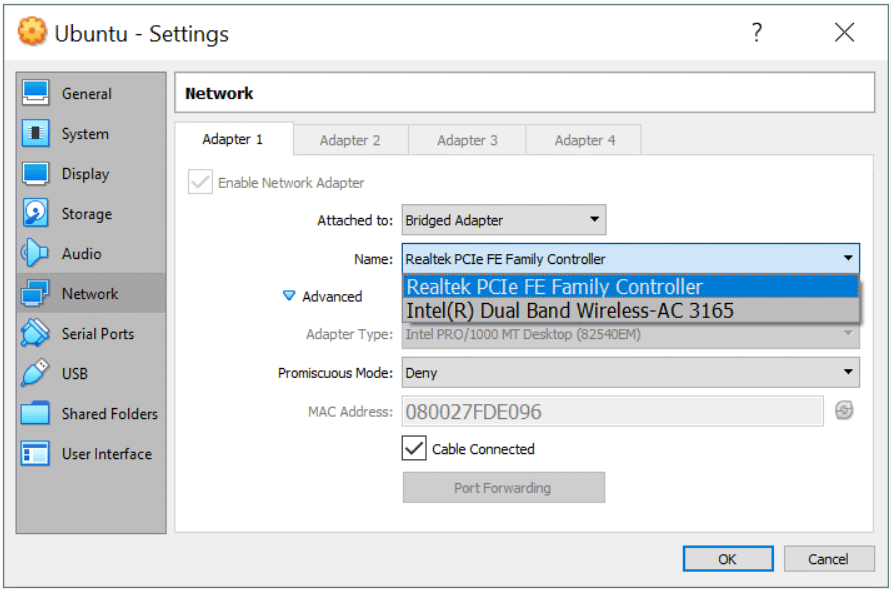 Ubuntu - Settings
?
General
System
Display
Storage
Audio
Network
Serial Ports
USB
Shared Folders
User Interface
Network
Adapter 1 Adapter 2 Adapter 3 Adapter 4
Enable Network Adapter
Attached to: Bridged Adapter
Name: Realtek PCIe FE Family Controller
Realtek PCIe FE Family Controller
Intel(R) Dual Band Wireless-AC 3165
Advanced
Adapter Type: Intel PRO/1000 MT Desktop (82540EM)
Promiscuous Mode: Deny
MAC Address: 080027FDE096
Cable Connected
Port Forwarding
OK Cancel